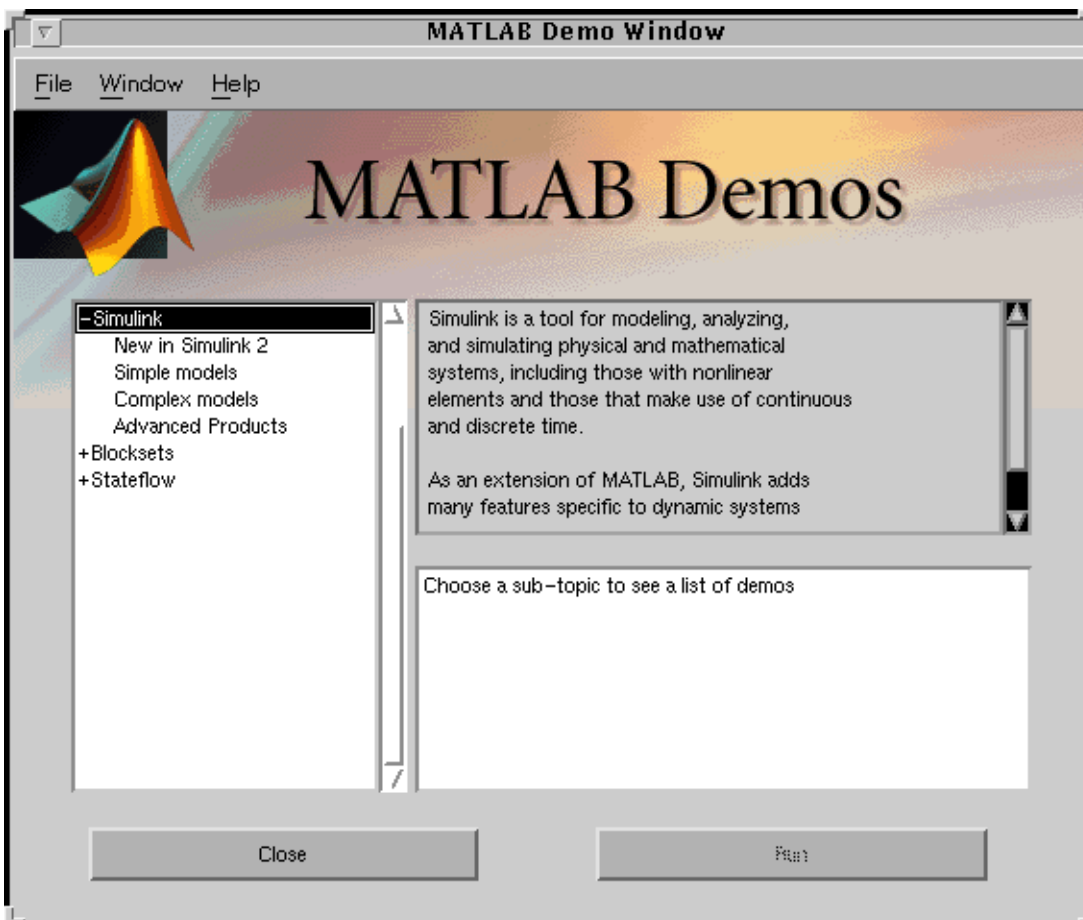 MATLAB Demo Window
File Window Help
MATLAB Demos
-Simulink
New in Simulink 2
Simple models
Complex models
Advanced Products
+Blocksets
+Stateflow
Simulink is a tool for modeling, analyzing,
and simulating physical and mathematical
systems, including those with nonlinear
elements and those that make use of continuous
and discrete time.
As an extension of MATLAB, Simulink adds
many features specific to dynamic systems
Choose a sub-topic to see a list of demos
Close
Run